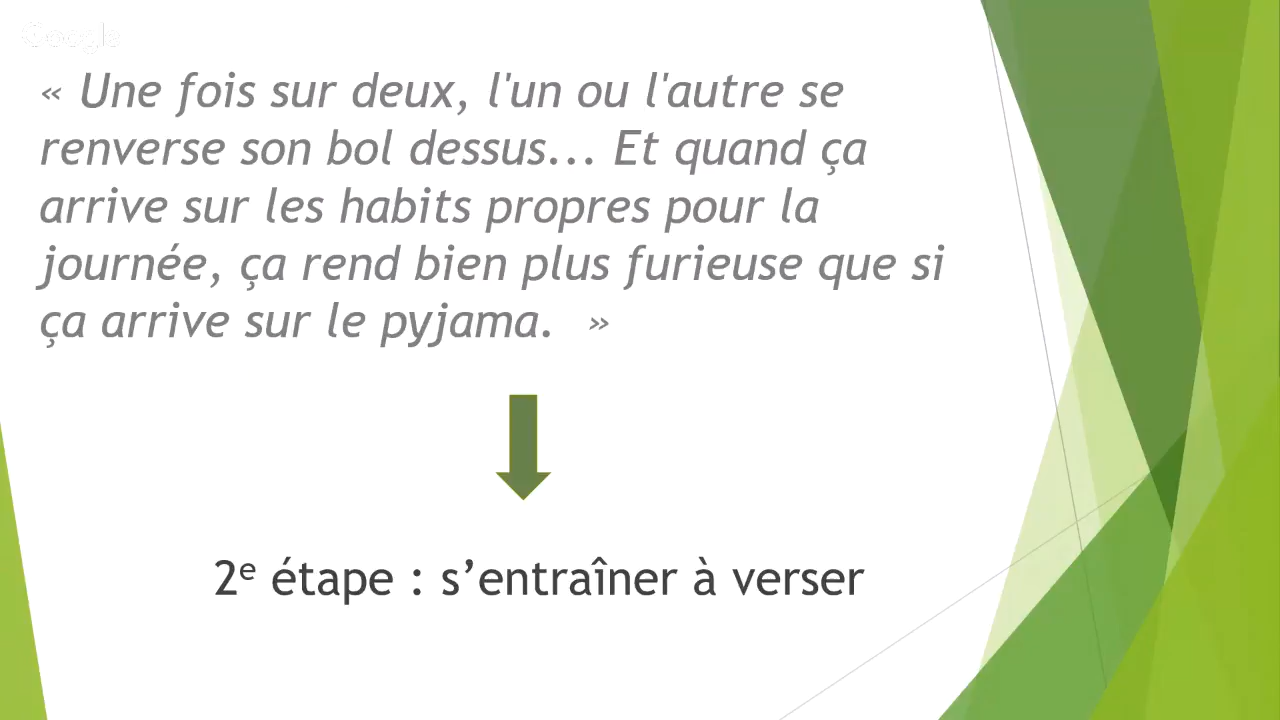 Google
« Une fois sur deux, l'un ou l'autre se
renverse son bol dessus... Et quand ça
arrive sur les habits propres pour la
journée, ça rend bien plus furieuse que si
ça arrive sur le pyjama.  »
2ᵉ étape : s’entraîner à verser